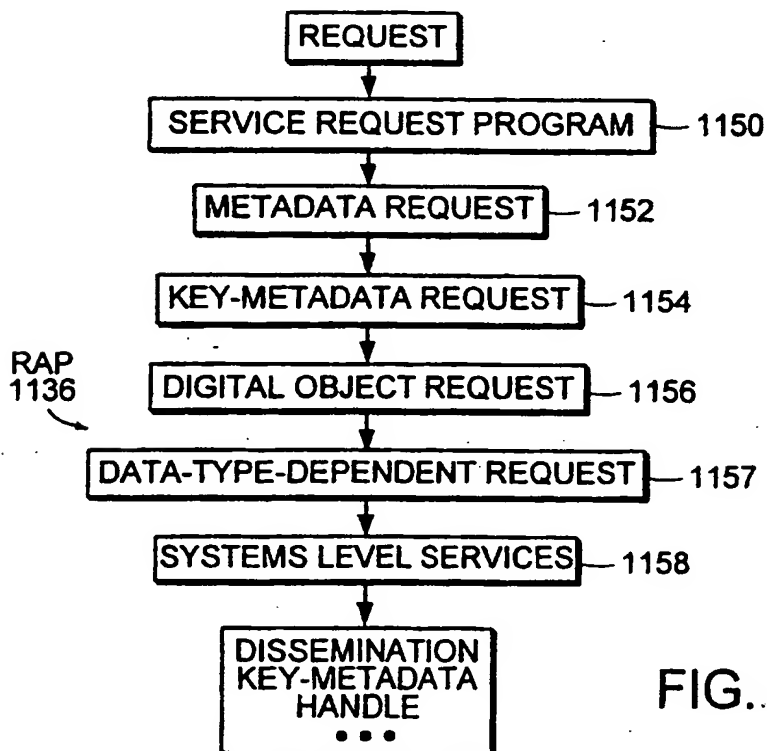 REQUEST
SERVICE REQUEST PROGRAM 1150
METADATA REQUEST 1152
KEY-METADATA REQUEST 1154
RAP
1136
DIGITAL OBJECT REQUEST 1156
DATA-TYPE-DEPENDENT REQUEST 1157
SYSTEMS LEVEL SERVICES 1158
DISSEMINATION
KEY-METADATA
HANDLE
• • •
FIG.